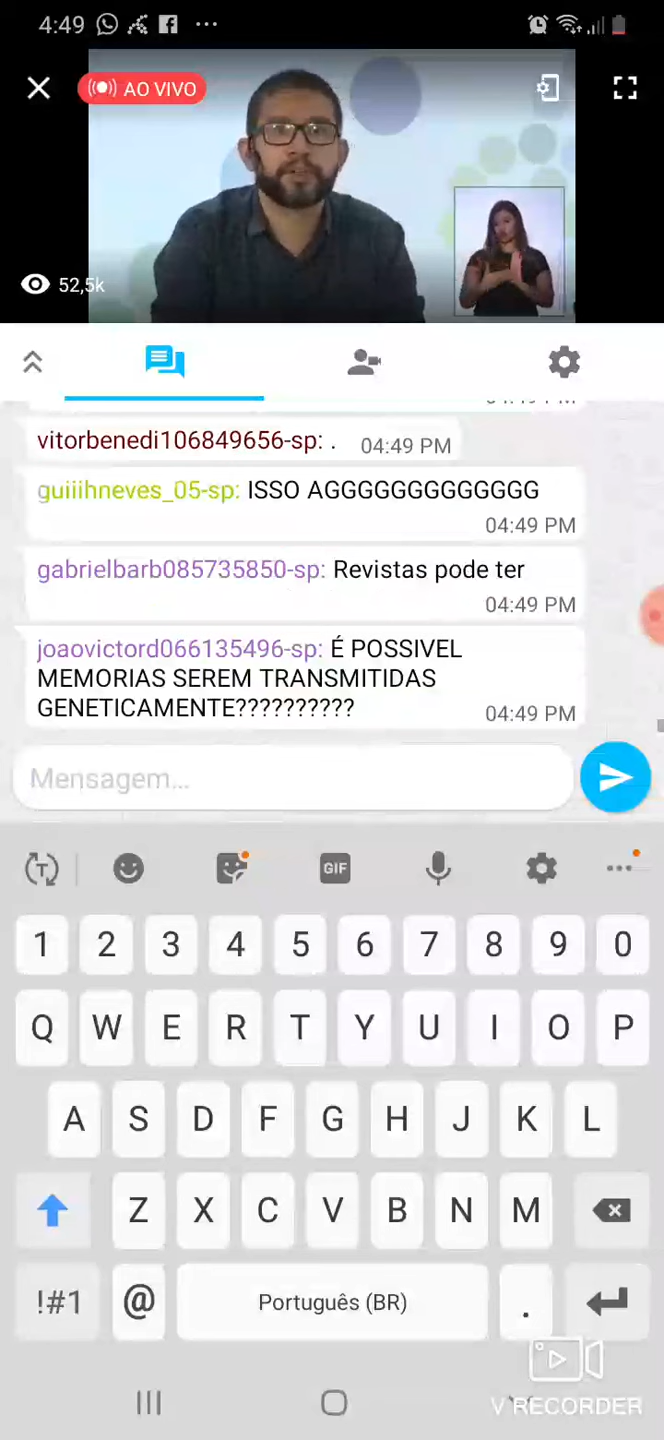 4:49
AO VIVO
52,5k
vitorbenedi106849656-sp: . 04:49 PM
guiiihneves_05-sp: ISSO AGGGGGGGGGGGGG
04:49 PM
gabrielbarb085735850-sp: Revistas pode ter
04:49 PM
joaovictord066135496-sp: É POSSIVEL
MEMORIAS SEREM TRANSMITIDAS
GENETICAMENTE?????????? 04:49 PM
Mensagem...
T GIF
1 2 3 4 5 6 7 8 9 0
Q W E R T Y U I O P
A S D F G H J K L
Z X C V B N M
!#1 @ Português (BR) .
V RECORDER